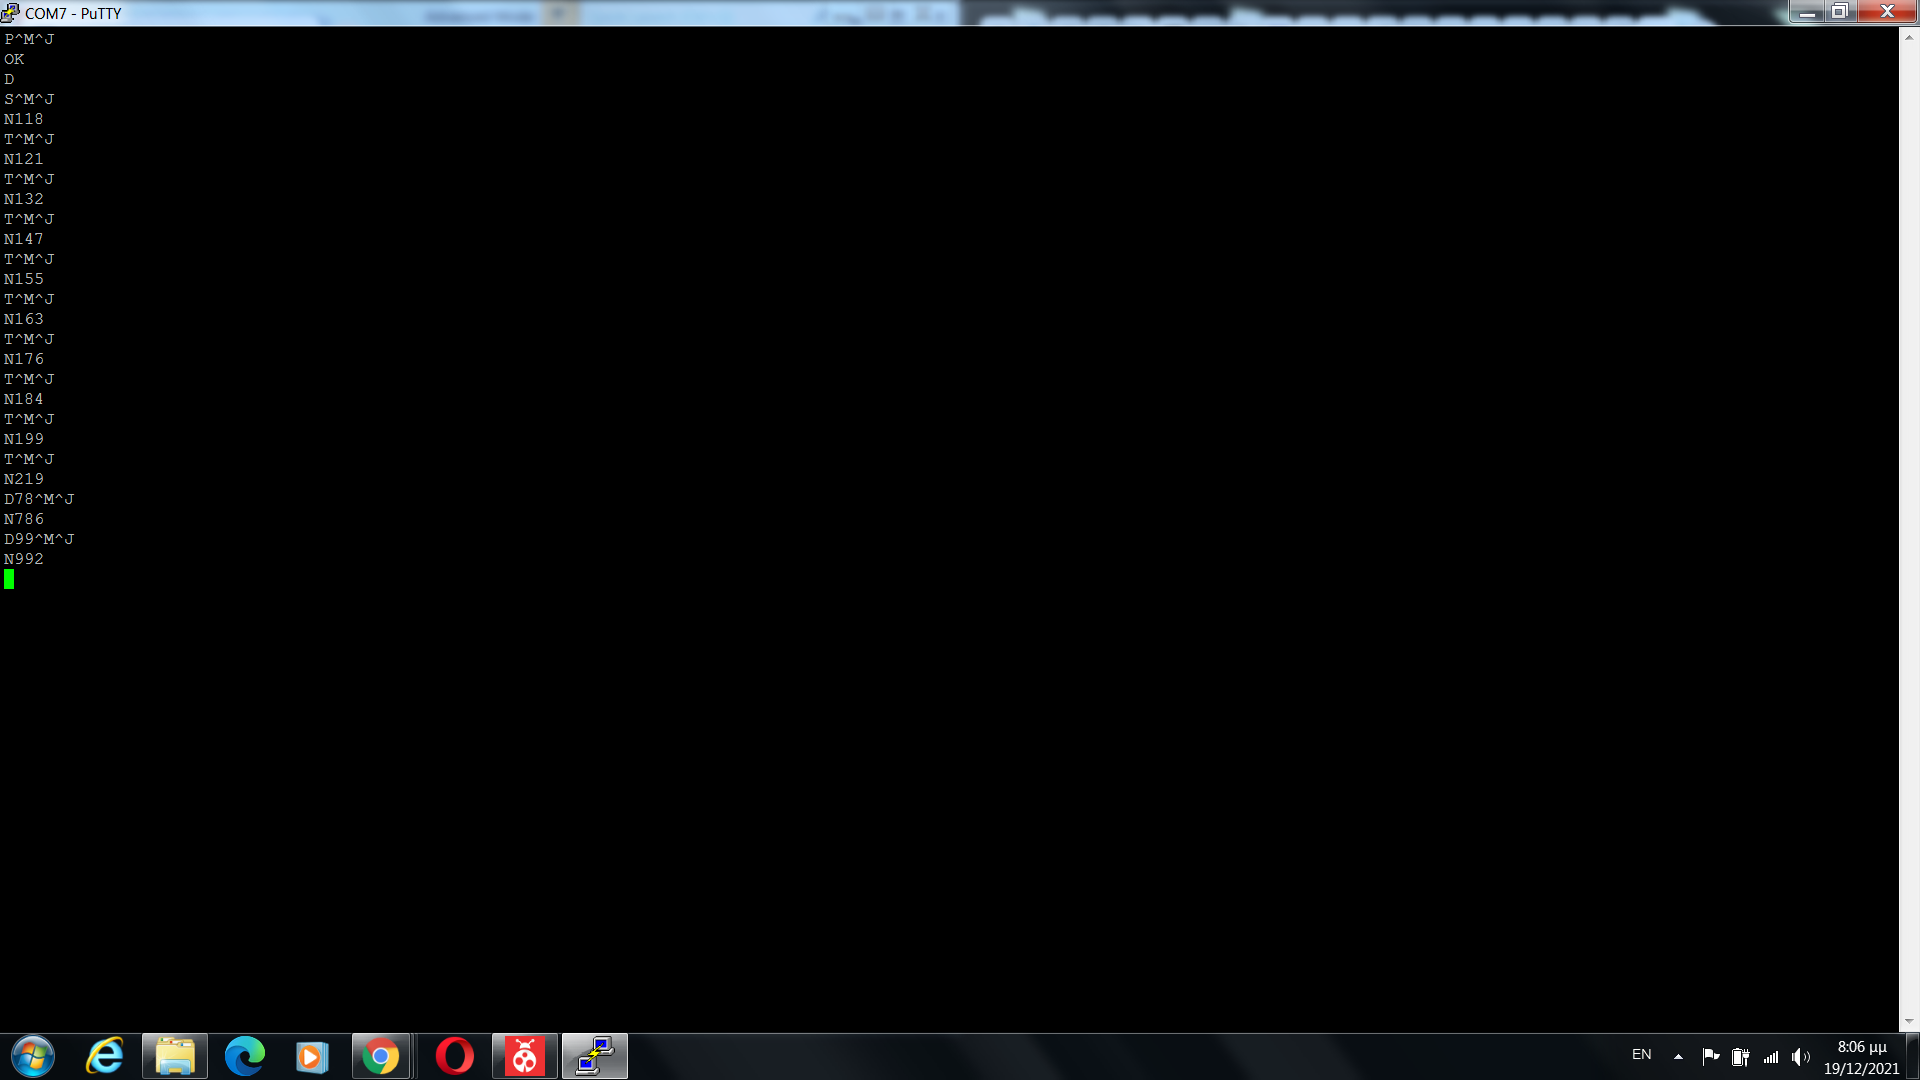 COM7 - PuTTY
P^M^J
OK
D
S^M^J
N118
T^M^J
N121
T^M^J
N132
T^M^J
N147
T^M^J
N155
T^M^J
N163
T^M^J
N176
T^M^J
N184
T^M^J
N199
T^M^J
N219
D78^M^J
N786
D99^M^J
N992
EN
8:06 μμ
19/12/2021